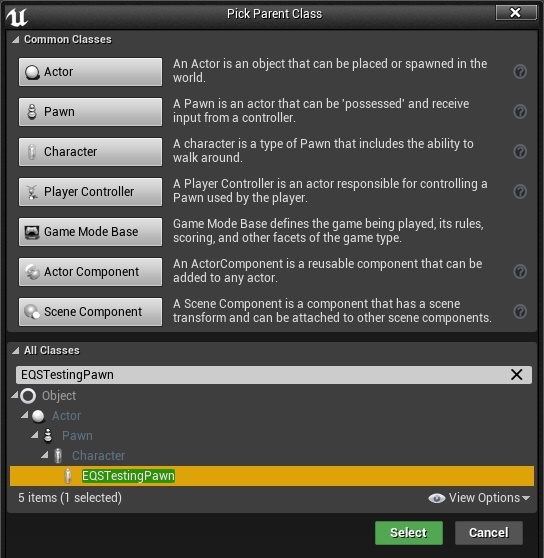 Pick Parent Class
Common Classes
Actor
An Actor is an object that can be placed or spawned in the
world.
Pawn
A Pawn is an actor that can be 'possessed' and receive
input from a controller.
Character
A character is a type of Pawn that includes the ability to
walk around.
Player Controller
A Player Controller is an actor responsible for controlling a
Pawn used by the player.
Game Mode Base
Game Mode Base defines the game being played, its rules,
scoring, and other facets of the game type.
Actor Component
An ActorComponent is a reusable component that can be
added to any actor.
Scene Component
A Scene Component is a component that has a scene
transform and can be attached to other scene components.
All Classes
EQSTestingPawn
Object
Actor
Pawn
Character
EQSTestingPawn
5 items (1 selected)
View Options
Select
Cancel